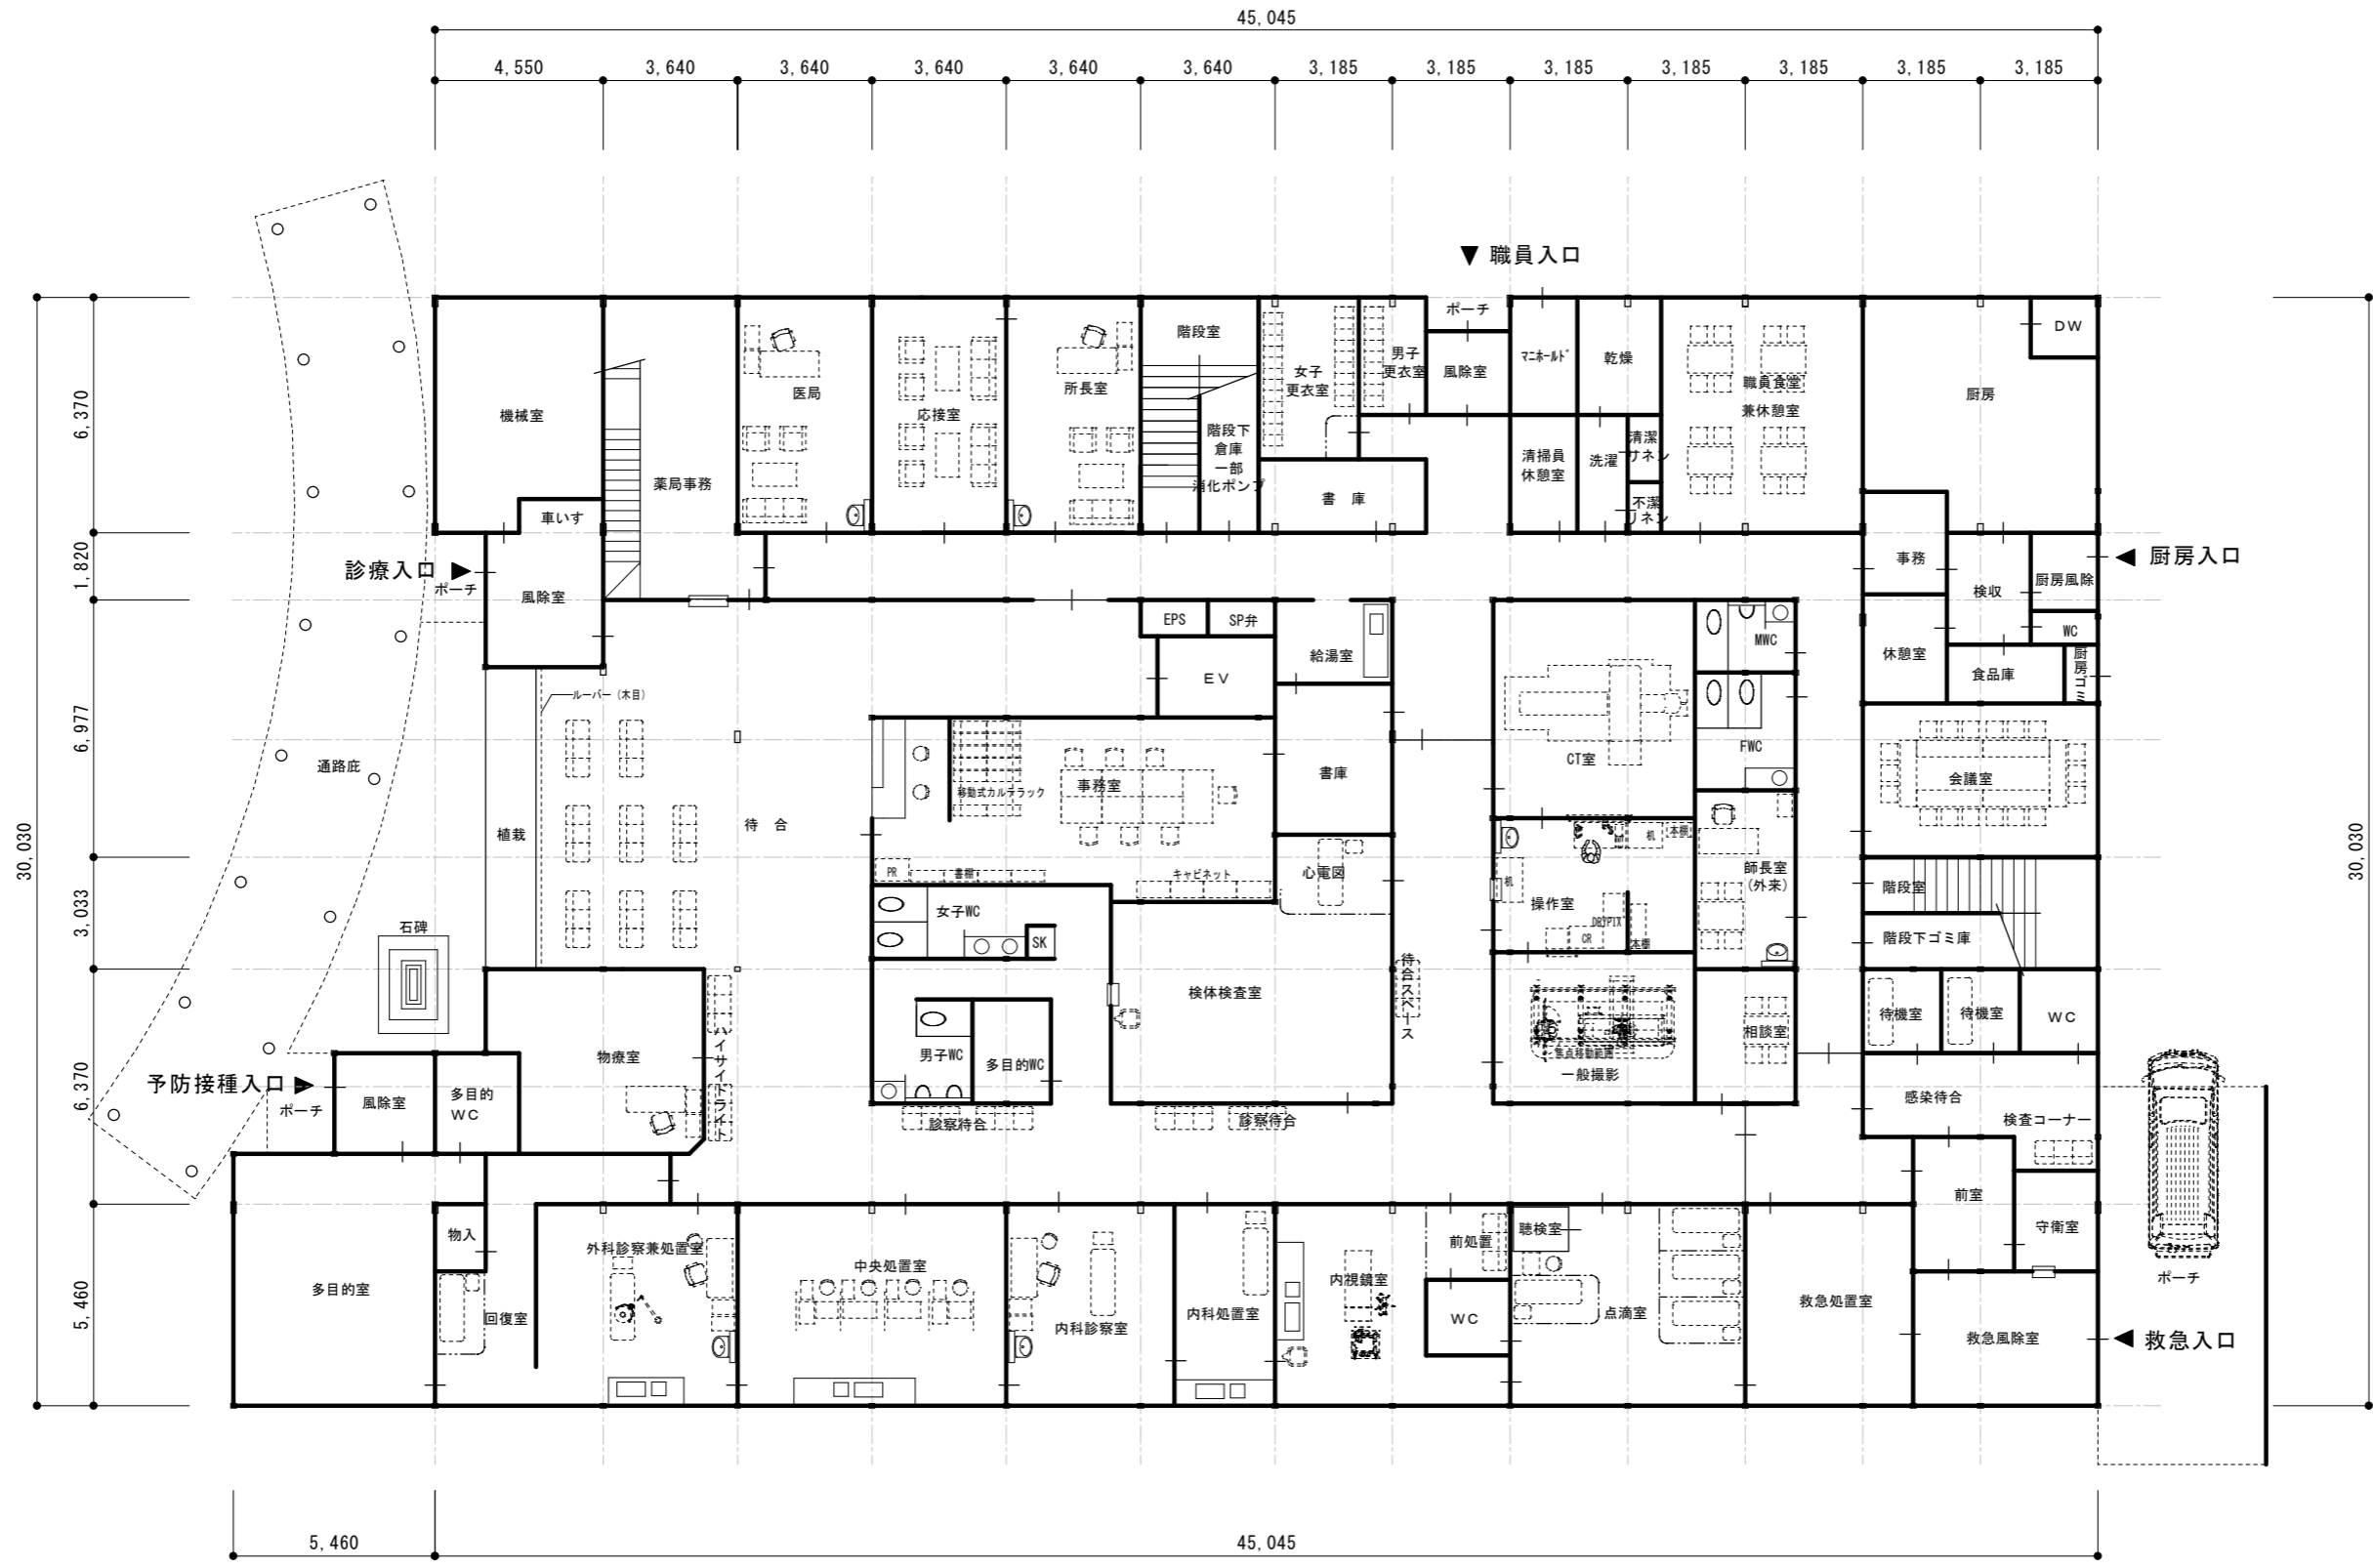 45,045
4,550
3,640
3,640
3,640
3,640
3,640
3,185
3,185
3,185
3,185
3,185
3,185
3,185
▼ 職員入口
6,370
1,820
6,977
3,033
6,370
5,460
30,030
30,030
機械室
車いす
薬局事務
医局
応接室
所長室
階段室
階段下
倉庫
一部
消化ポンプ
女子
更衣室
男子
更衣室
ポーチ
風除室
書 庫
マニホールド
乾燥
清掃員
休憩室
洗濯
清潔
リネン
不潔
リネン
職員食堂
兼休憩室
厨房
DW
診療入口 ▶
ポーチ
風除室
事務
検収
厨房風除
◀ 厨房入口
WC
休憩室
食品庫
厨房ゴミ
EPS
SP弁
EV
給湯室
MWC
FWC
ルーバー (木目)
通路庇
植栽
待 合
移動式カルテラック
事務室
書庫
CT室
会議室
PR
書棚
キャビネット
心電図
机
本棚
机
操作室
DRYPIX
CR
本棚
師長室
(外来)
階段室
階段下ゴミ庫
石碑
女子WC
SK
検体検査室
待合スペース
焦点移動範囲
一般撮影
相談室
待機室
待機室
WC
物療室
ハイサイドライト
男子WC
多目的WC
予防接種入口 ▶
ポーチ
風除室
多目的
WC
診察待合
診察待合
感染待合
検査コーナー
前室
守衛室
ポーチ
多目的室
物入
回復室
外科診察兼処置室
中央処置室
内科診察室
内科処置室
内視鏡室
前処置
WC
聴検室
点滴室
救急処置室
救急風除室
◀ 救急入口
5,460
45,045